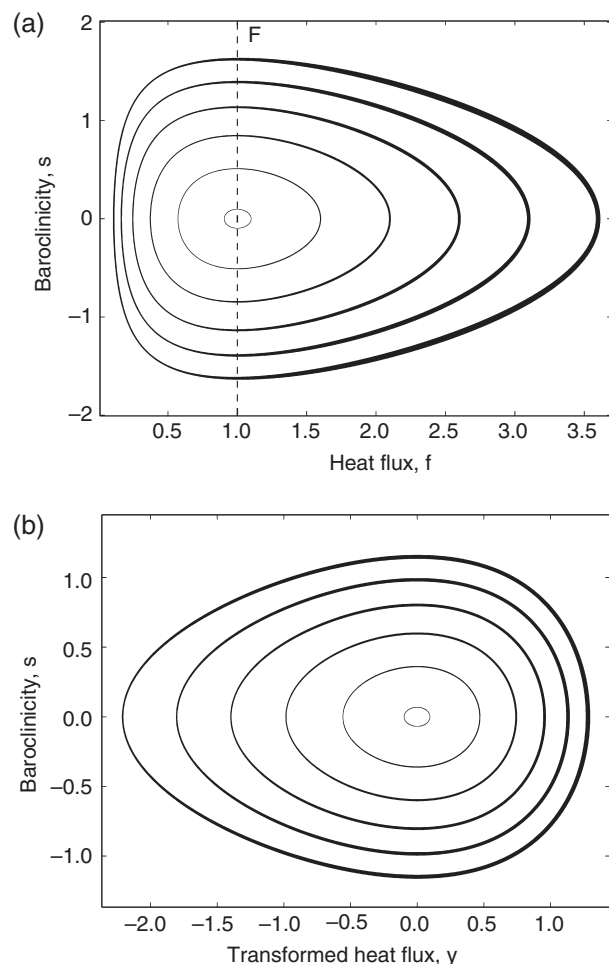 (a)
F
2
1
0
−1
−2
Baroclinicity, s
0.5 1.0 1.5 2.0 2.5 3.0 3.5
Heat flux, f
(b)
1.0
0.5
0.0
−0.5
−1.0
Baroclinicity, s
−2.0 −1.5 −1.0 −0.5 0.0 0.5 1.0
Transformed heat flux, y